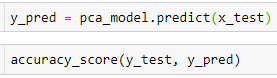 y_pred = pca_model.predict(x_test)
accuracy_score(y_test, y_pred)